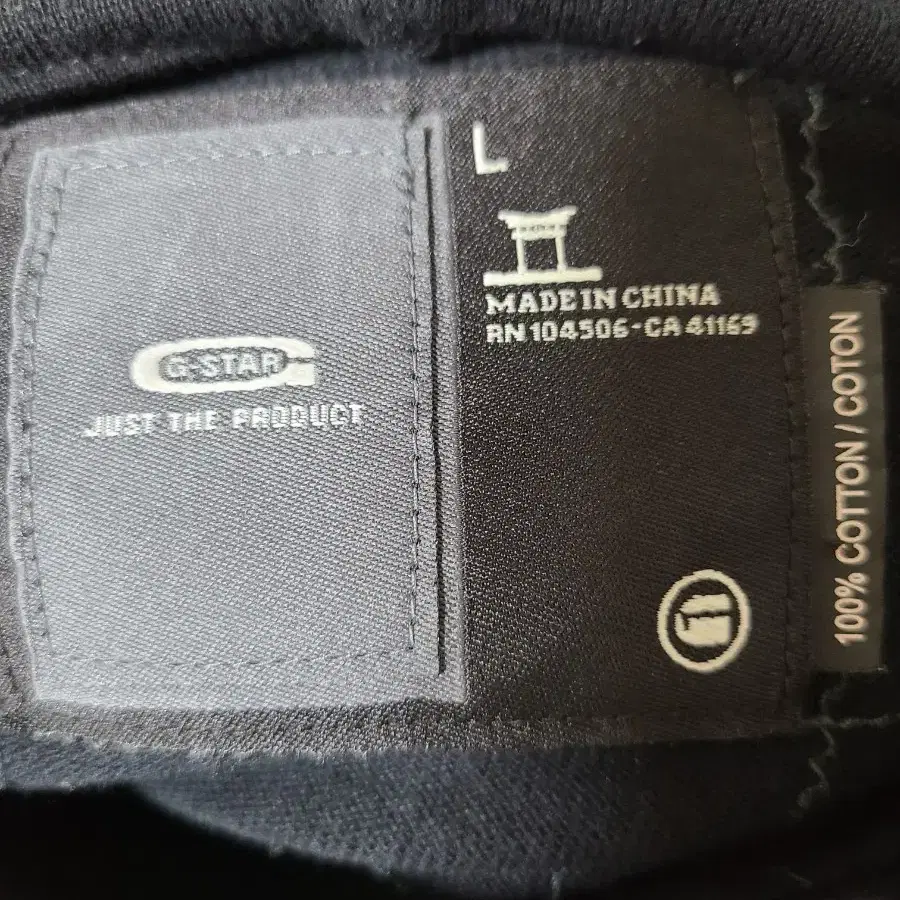 G-STAR
JUST THE PRODUCT
L
MADE IN CHINA
RN 104506-CA 41169
100% COTTON / COTON